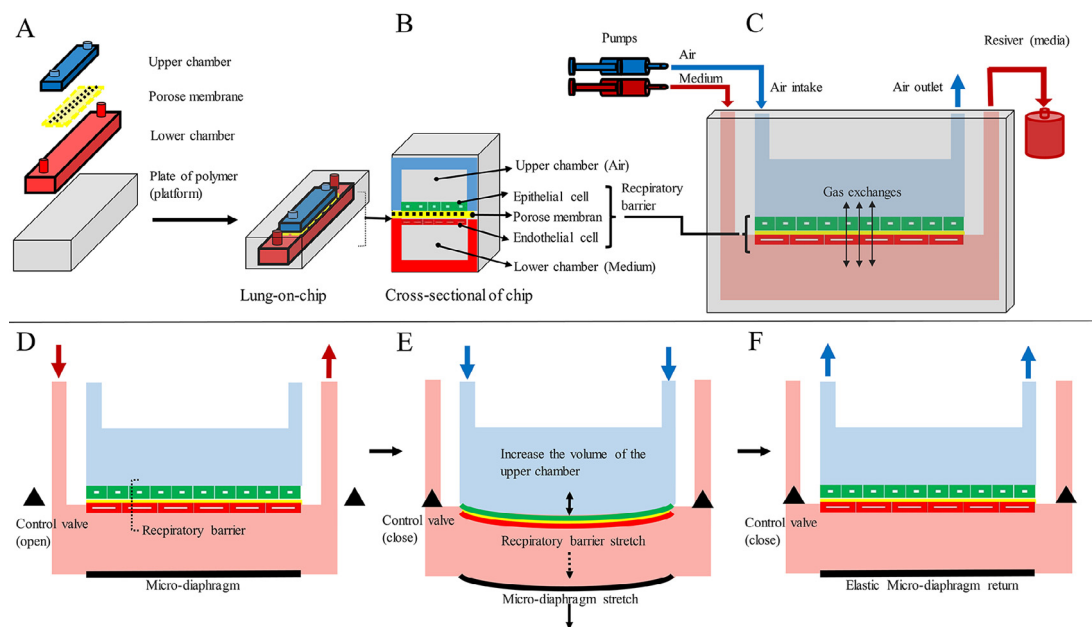 A
Upper chamber
Porose membrane
Lower chamber
Plate of polymer
(platform)
Lung-on-chip
B
Upper chamber (Air)
Epithelial cell
Porose membran
Endothelial cell
Respiratory
barrier
Lower chamber (Medium)
Cross-sectional of chip
C
Pumps
Air
Medium
Air intake
Air outlet
Resiver (media)
Gas exchanges
D
Control valve
(open)
Respiratory barrier
Micro-diaphragm
E
Increase the volume of the
upper chamber
Control valve
(close)
Respiratory barrier stretch
Micro-diaphragm stretch
F
Control valve
(close)
Elastic Micro-diaphragm return